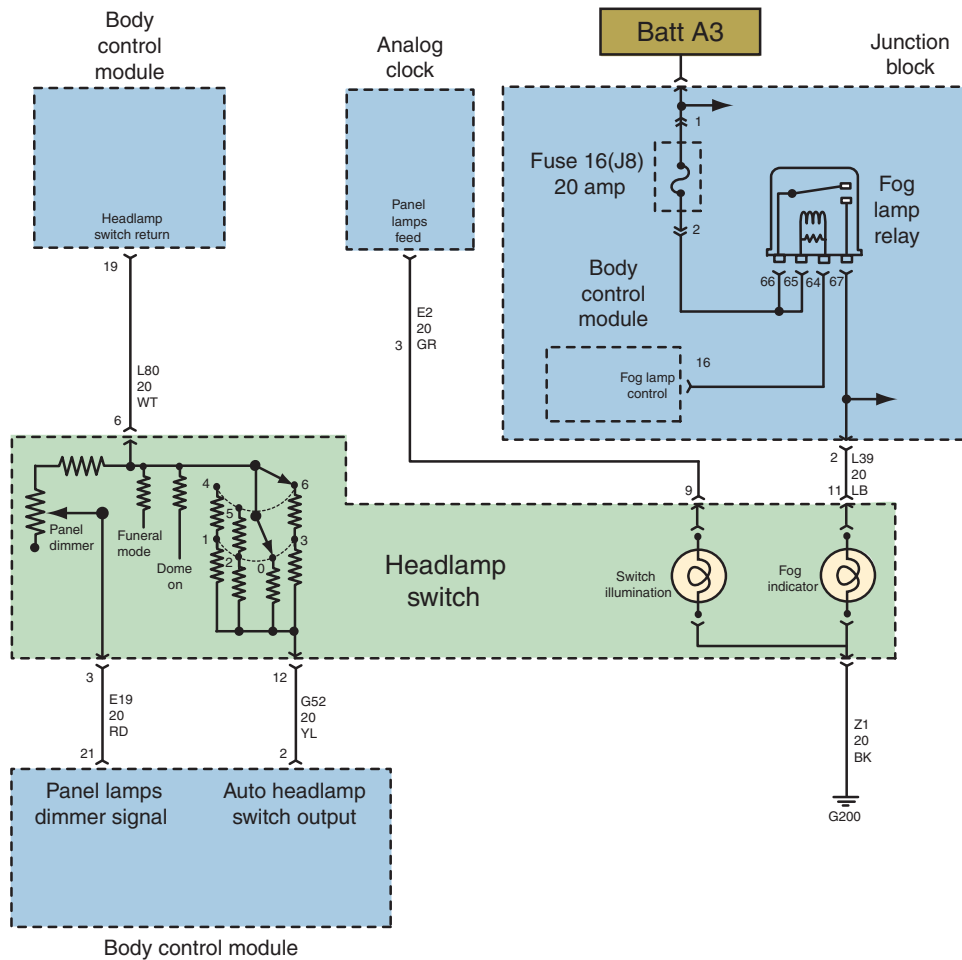 Body
control
module
Analog
clock
Batt A3
Junction
block
Headlamp
switch return
19
Panel
lamps
feed
3
E2
20
GR
1
Fuse 16(J8)
20 amp
2
Fog
lamp
relay
66 65 64 67
Body
control
module
16
Fog lamp
control
L80
20
WT
6
2
L39
20
LB
9
11
Panel
dimmer
Funeral
mode
Dome
on
4
6
5
1
3
2
0
Headlamp
switch
Switch
illumination
Fog
indicator
3
E19
20
RD
21
12
G52
20
YL
2
Z1
20
BK
G200
Panel lamps
dimmer signal
Auto headlamp
switch output
Body control module